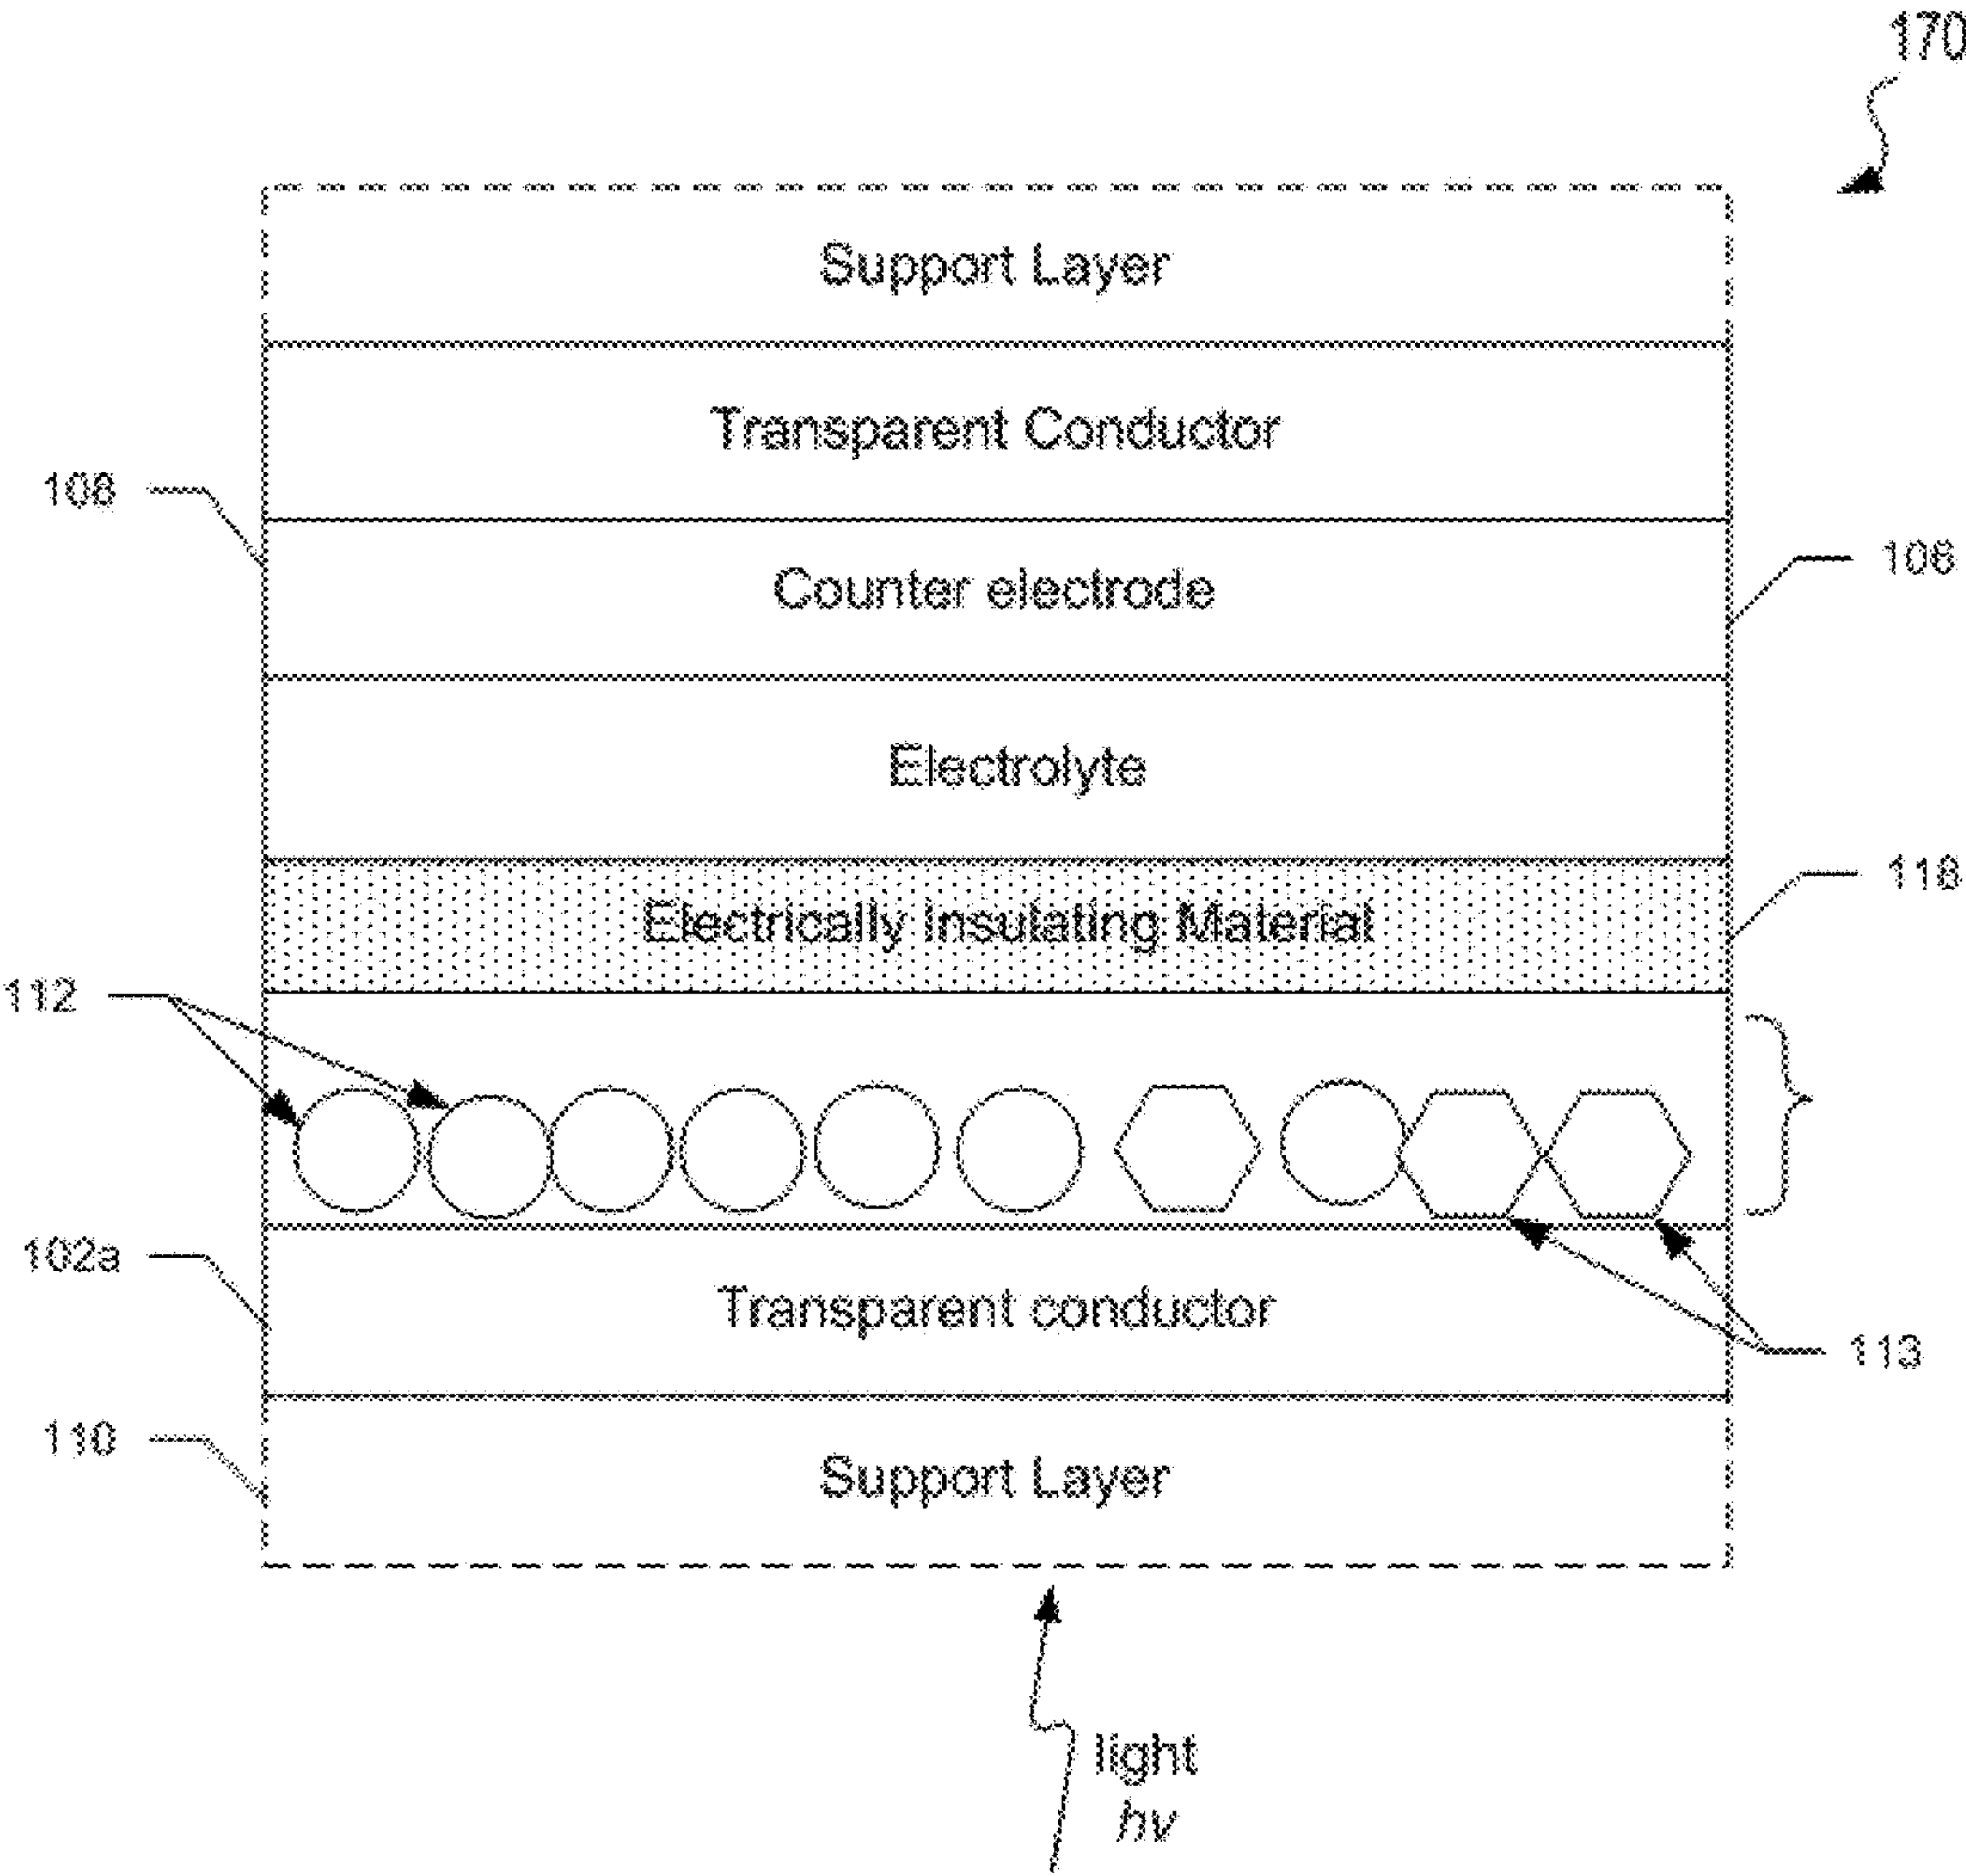 170
Support Layer
Transparent Conductor
108
Counter electrode
106
Electrolyte
118
Electrically Insulating Material
112
102a
Transparent conductor
113
110
Support Layer
light
hv